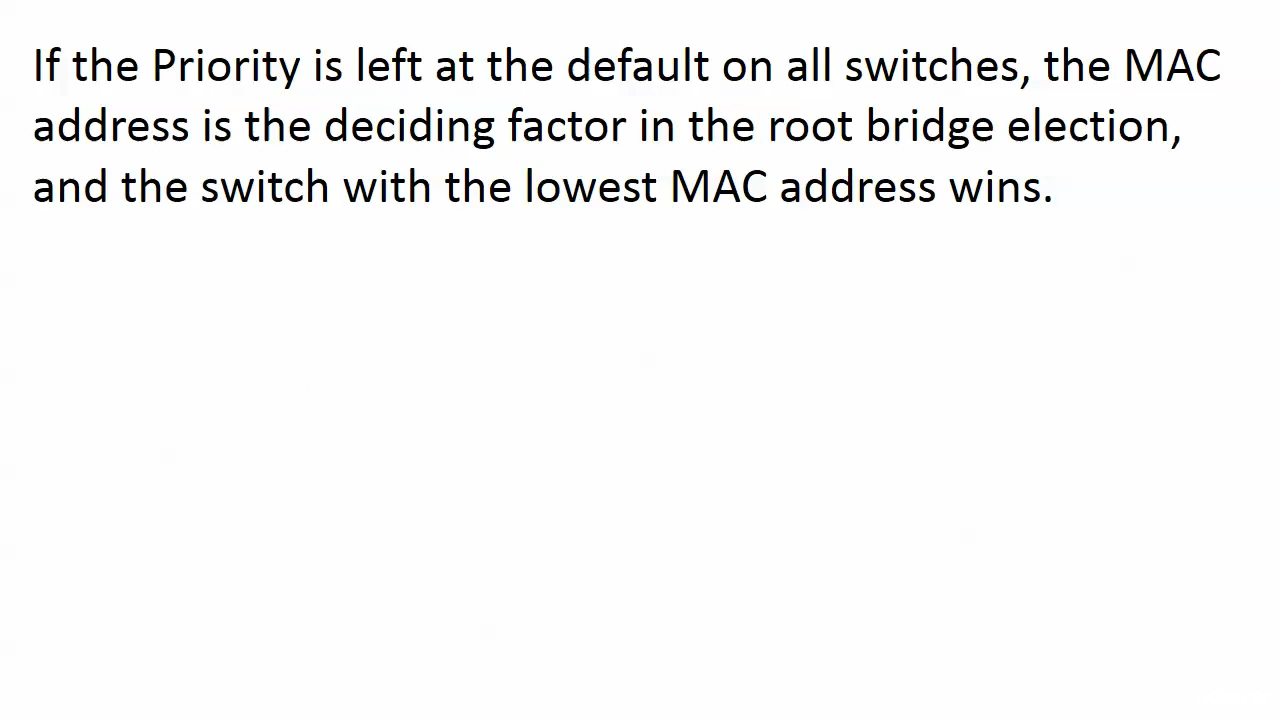 If the Priority is left at the default on all switches, the MAC
address is the deciding factor in the root bridge election,
and the switch with the lowest MAC address wins.